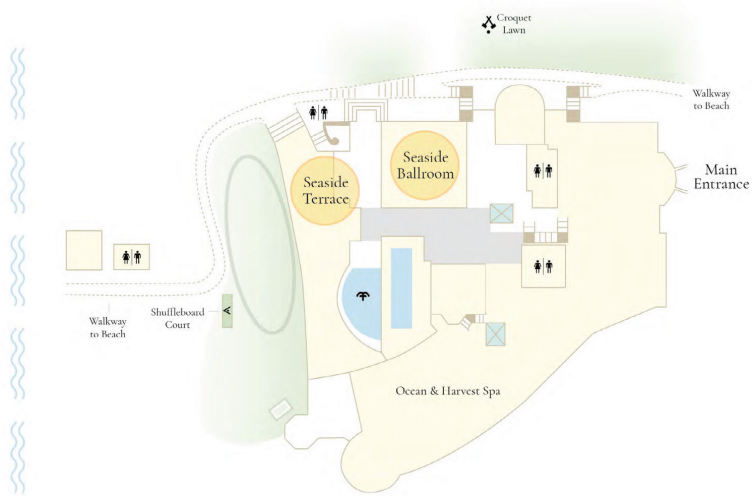 Croquet
Lawn
Walkway
to Beach
Seaside
Ballroom
Main
Entrance
Seaside
Terrace
Walkway
to Beach
Shuffleboard
Court
Ocean & Harvest Spa